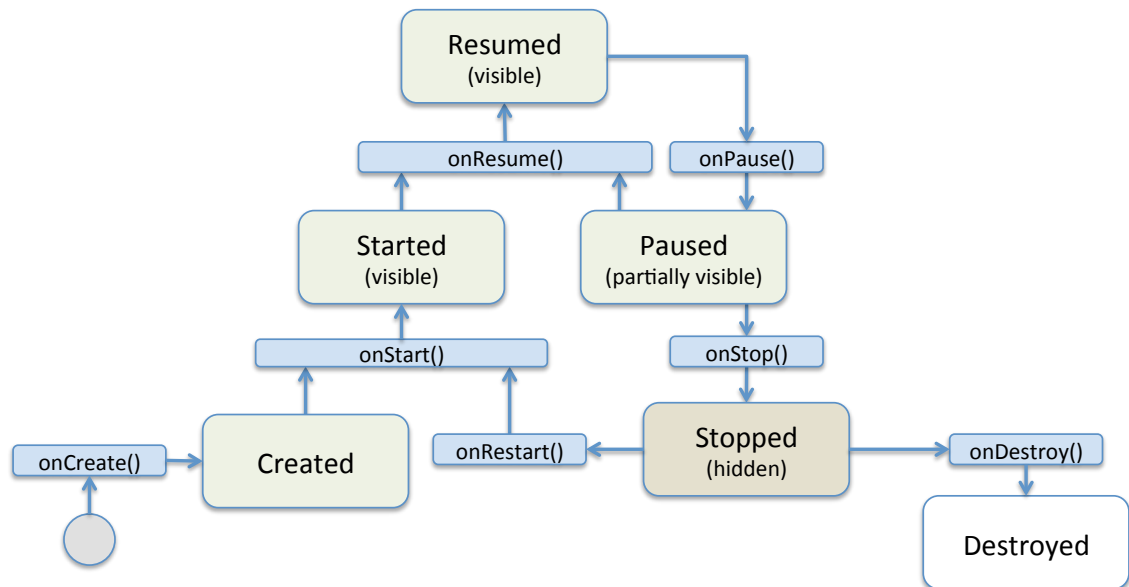 Resumed
(visible)
onResume()
onPause()
Started
(visible)
Paused
(partially visible)
onStart()
onStop()
onCreate()
Created
onRestart()
Stopped
(hidden)
onDestroy()
Destroyed